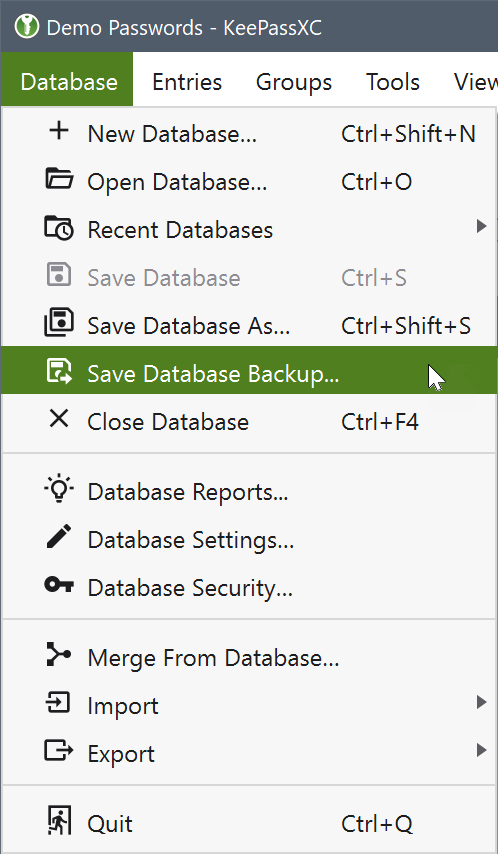 Demo Passwords - KeePassXC
Database Entries Groups Tools View
New Database... Ctrl+Shift+N
Open Database... Ctrl+O
Recent Databases
Save Database Ctrl+S
Save Database As... Ctrl+Shift+S
Save Database Backup...
Close Database Ctrl+F4
Database Reports...
Database Settings...
Database Security...
Merge From Database...
Import
Export
Quit Ctrl+Q